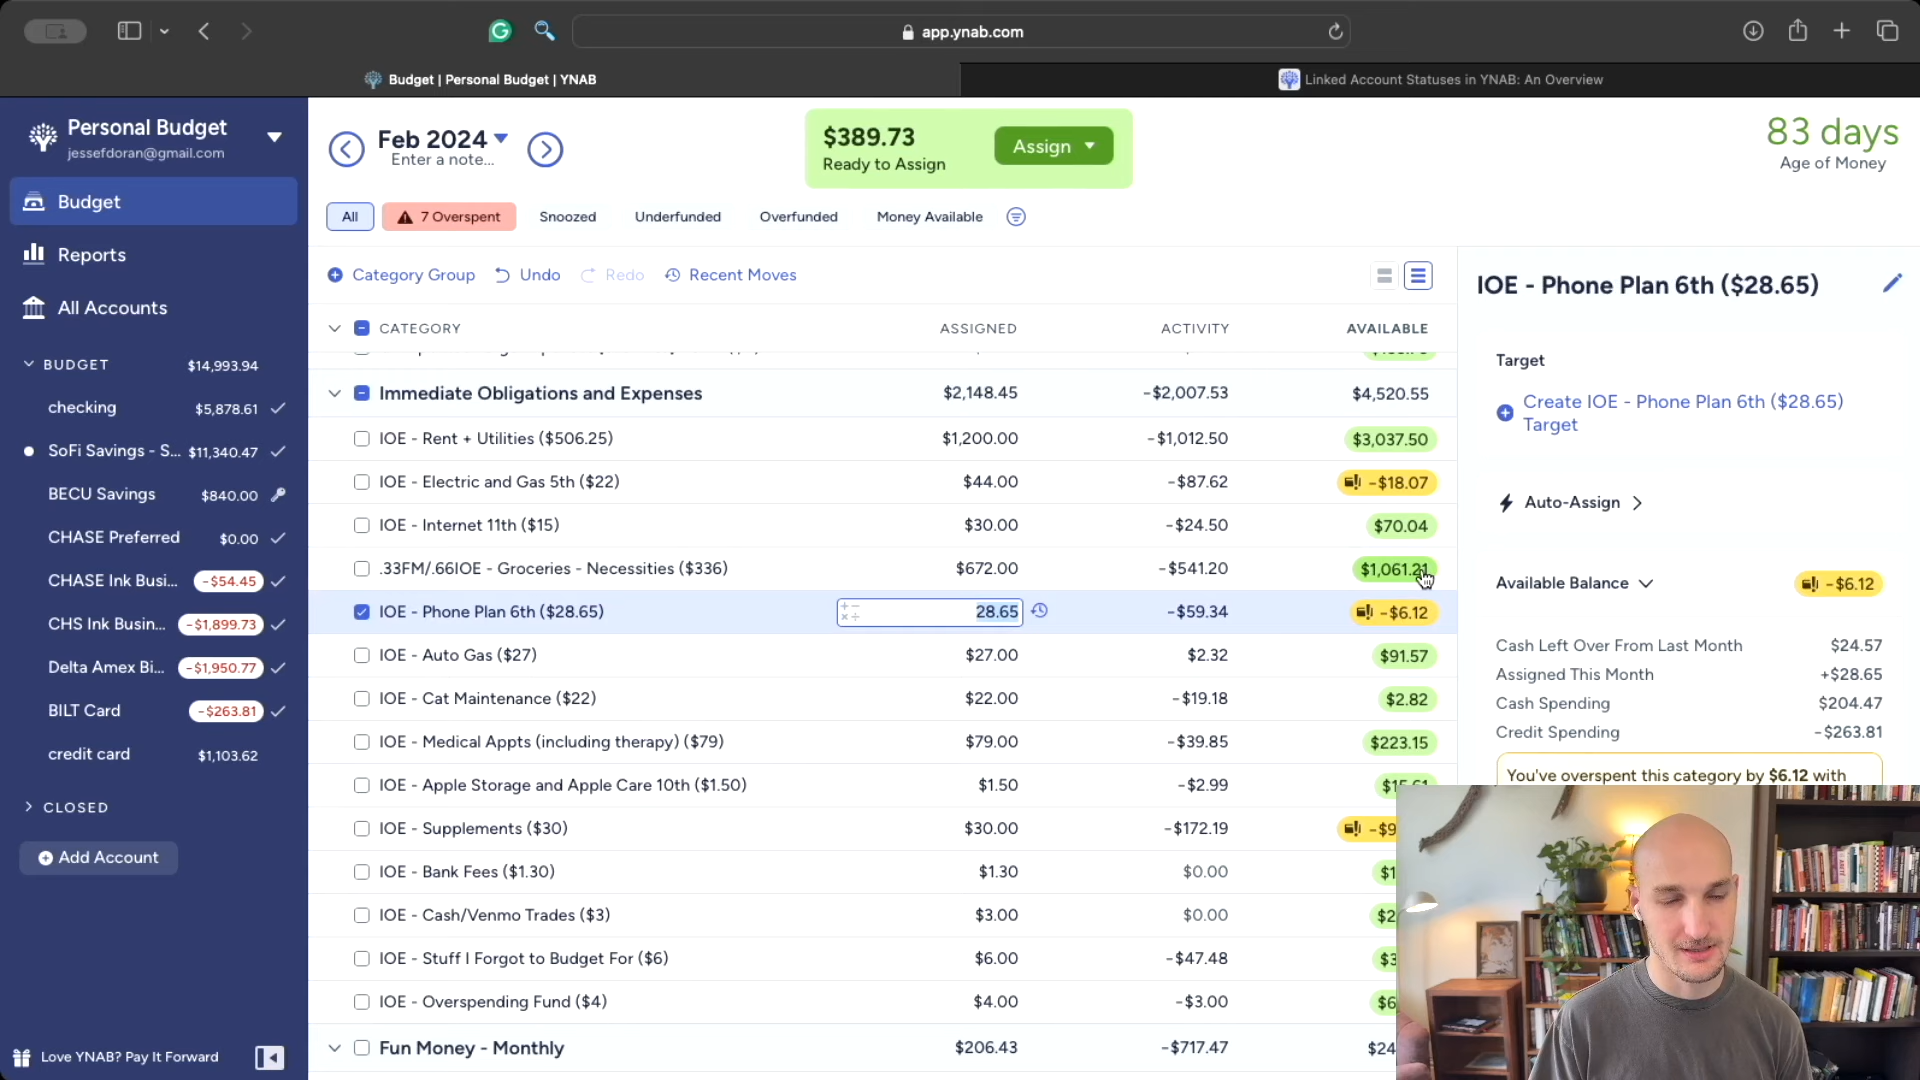 app.ynab.com
Budget | Personal Budget | YNAB
Linked Account Statuses in YNAB: An Overview
Personal Budget
jessefdoran@gmail.com
Budget
Reports
All Accounts
BUDGET $14,993.94
checking $5,878.61
SoFi Savings - S... $11,340.47
BECU Savings $840.00
CHASE Preferred $0.00
CHASE Ink Busi... -$54.45
CHS Ink Busin... -$1,899.73
Delta Amex Bi... -$1,950.77
BILT Card -$263.81
credit card $1,103.62
CLOSED
Add Account
Love YNAB? Pay It Forward
Feb 2024
Enter a note...
$389.73
Ready to Assign
Assign
83 days
Age of Money
All
7 Overspent
Snoozed
Underfunded
Overfunded
Money Available
Category Group
Undo
Redo
Recent Moves
CATEGORY ASSIGNED ACTIVITY AVAILABLE
Immediate Obligations and Expenses $2,148.45 -$2,007.53 $4,520.55
IOE - Rent + Utilities ($506.25) $1,200.00 -$1,012.50 $3,037.50
IOE - Electric and Gas 5th ($22) $44.00 -$87.62 -$18.07
IOE - Internet 11th ($15) $30.00 -$24.50 $70.04
.33FM/.66IOE - Groceries - Necessities ($336) $672.00 -$541.20 $1,061.21
IOE - Phone Plan 6th ($28.65) 28.65 -$59.34 -$6.12
IOE - Auto Gas ($27) $27.00 $2.32 $91.57
IOE - Cat Maintenance ($22) $22.00 -$19.18 $2.82
IOE - Medical Appts (including therapy) ($79) $79.00 -$39.85 $223.15
IOE - Apple Storage and Apple Care 10th ($1.50) $1.50 -$2.99
IOE - Supplements ($30) $30.00 -$172.19 -$9
IOE - Bank Fees ($1.30) $1.30 $0.00 $1
IOE - Cash/Venmo Trades ($3) $3.00 $0.00 $2
IOE - Stuff I Forgot to Budget For ($6) $6.00 -$47.48 $3
IOE - Overspending Fund ($4) $4.00 -$3.00 $6
Fun Money - Monthly $206.43 -$717.47 $24
IOE - Phone Plan 6th ($28.65)
Target
Create IOE - Phone Plan 6th ($28.65)
Target
Auto-Assign
Available Balance -$6.12
Cash Left Over From Last Month $24.57
Assigned This Month +$28.65
Cash Spending $204.47
Credit Spending -$263.81
You've overspent this category by $6.12 with